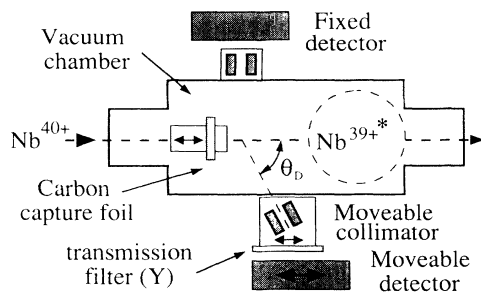 Fixed
detector
Vacuum
chamber
Nb40+
Nb39+*
θD
Carbon
capture foil
Moveable
collimator
transmission
filter (Y)
Moveable
detector